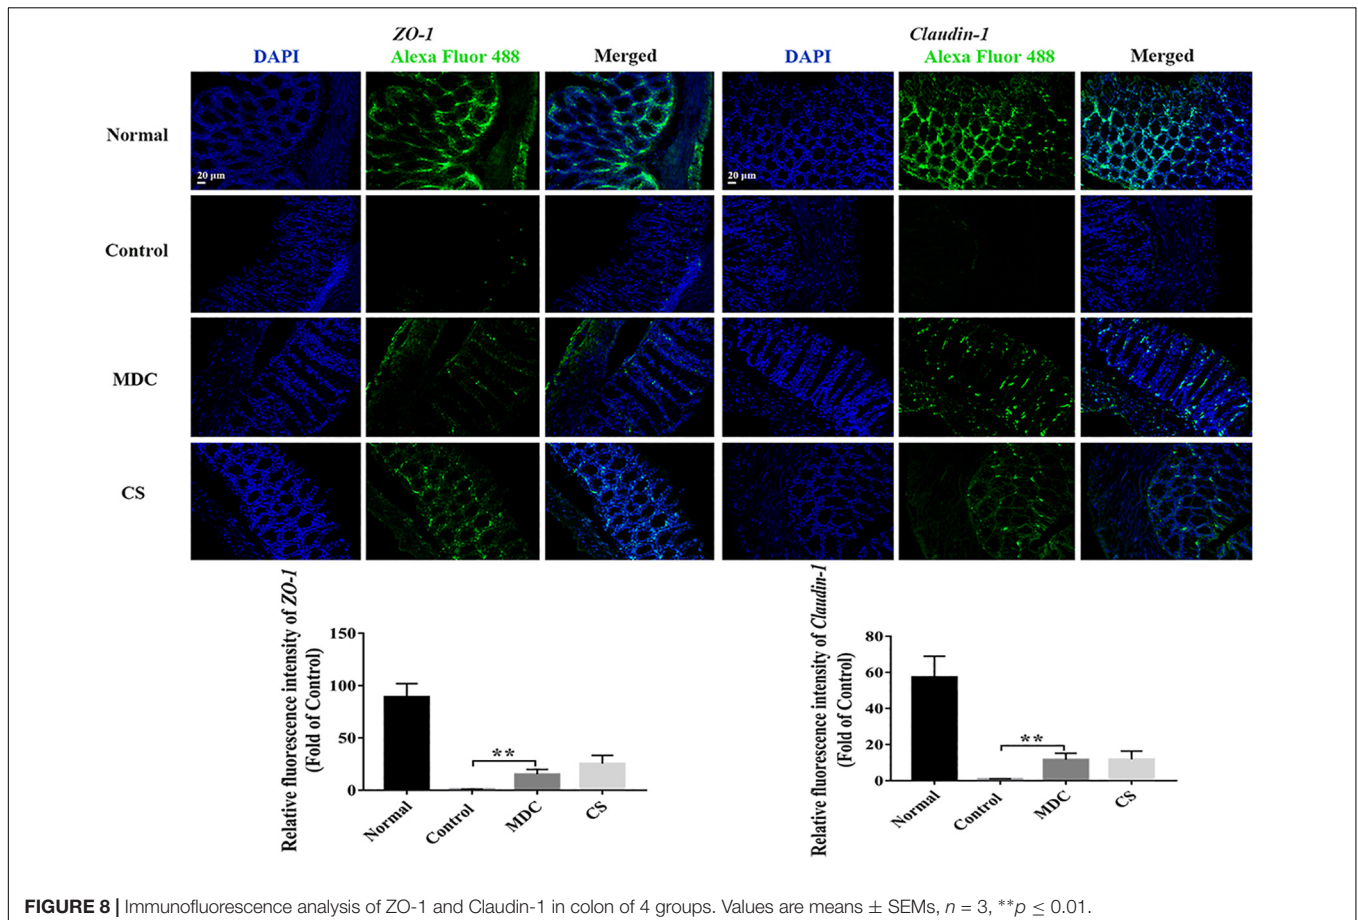 ZO-1 Claudin-1
DAPI Alexa Fluor 488 Merged DAPI Alexa Fluor 488 Merged
Normal
20 µm 20 µm
Control
MDC
CS
Relative fluorescence intensity of ZO-1
(Fold of Control)
150
100
50
0
**
Normal Control MDC CS
Relative fluorescence intensity of Claudin-1
(Fold of Control)
80
60
40
20
0
**
Normal Control MDC CS
FIGURE 8 | Immunofluorescence analysis of ZO-1 and Claudin-1 in colon of 4 groups. Values are means ± SEMs, n = 3, **p ≤ 0.01.